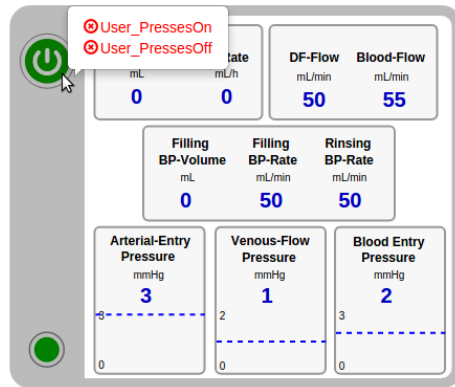 User_PressesOn
User_PressesOff
Rate
DF-Flow Blood-Flow
mL mL/h mL/min mL/min
0 0 50 55
Filling Filling Rinsing
BP-Volume BP-Rate BP-Rate
mL mL/min mL/min
0 50 50
Arterial-Entry Venous-Flow Blood Entry
Pressure Pressure Pressure
mmHg mmHg mmHg
3 1 2
3 2 3
0 0 0